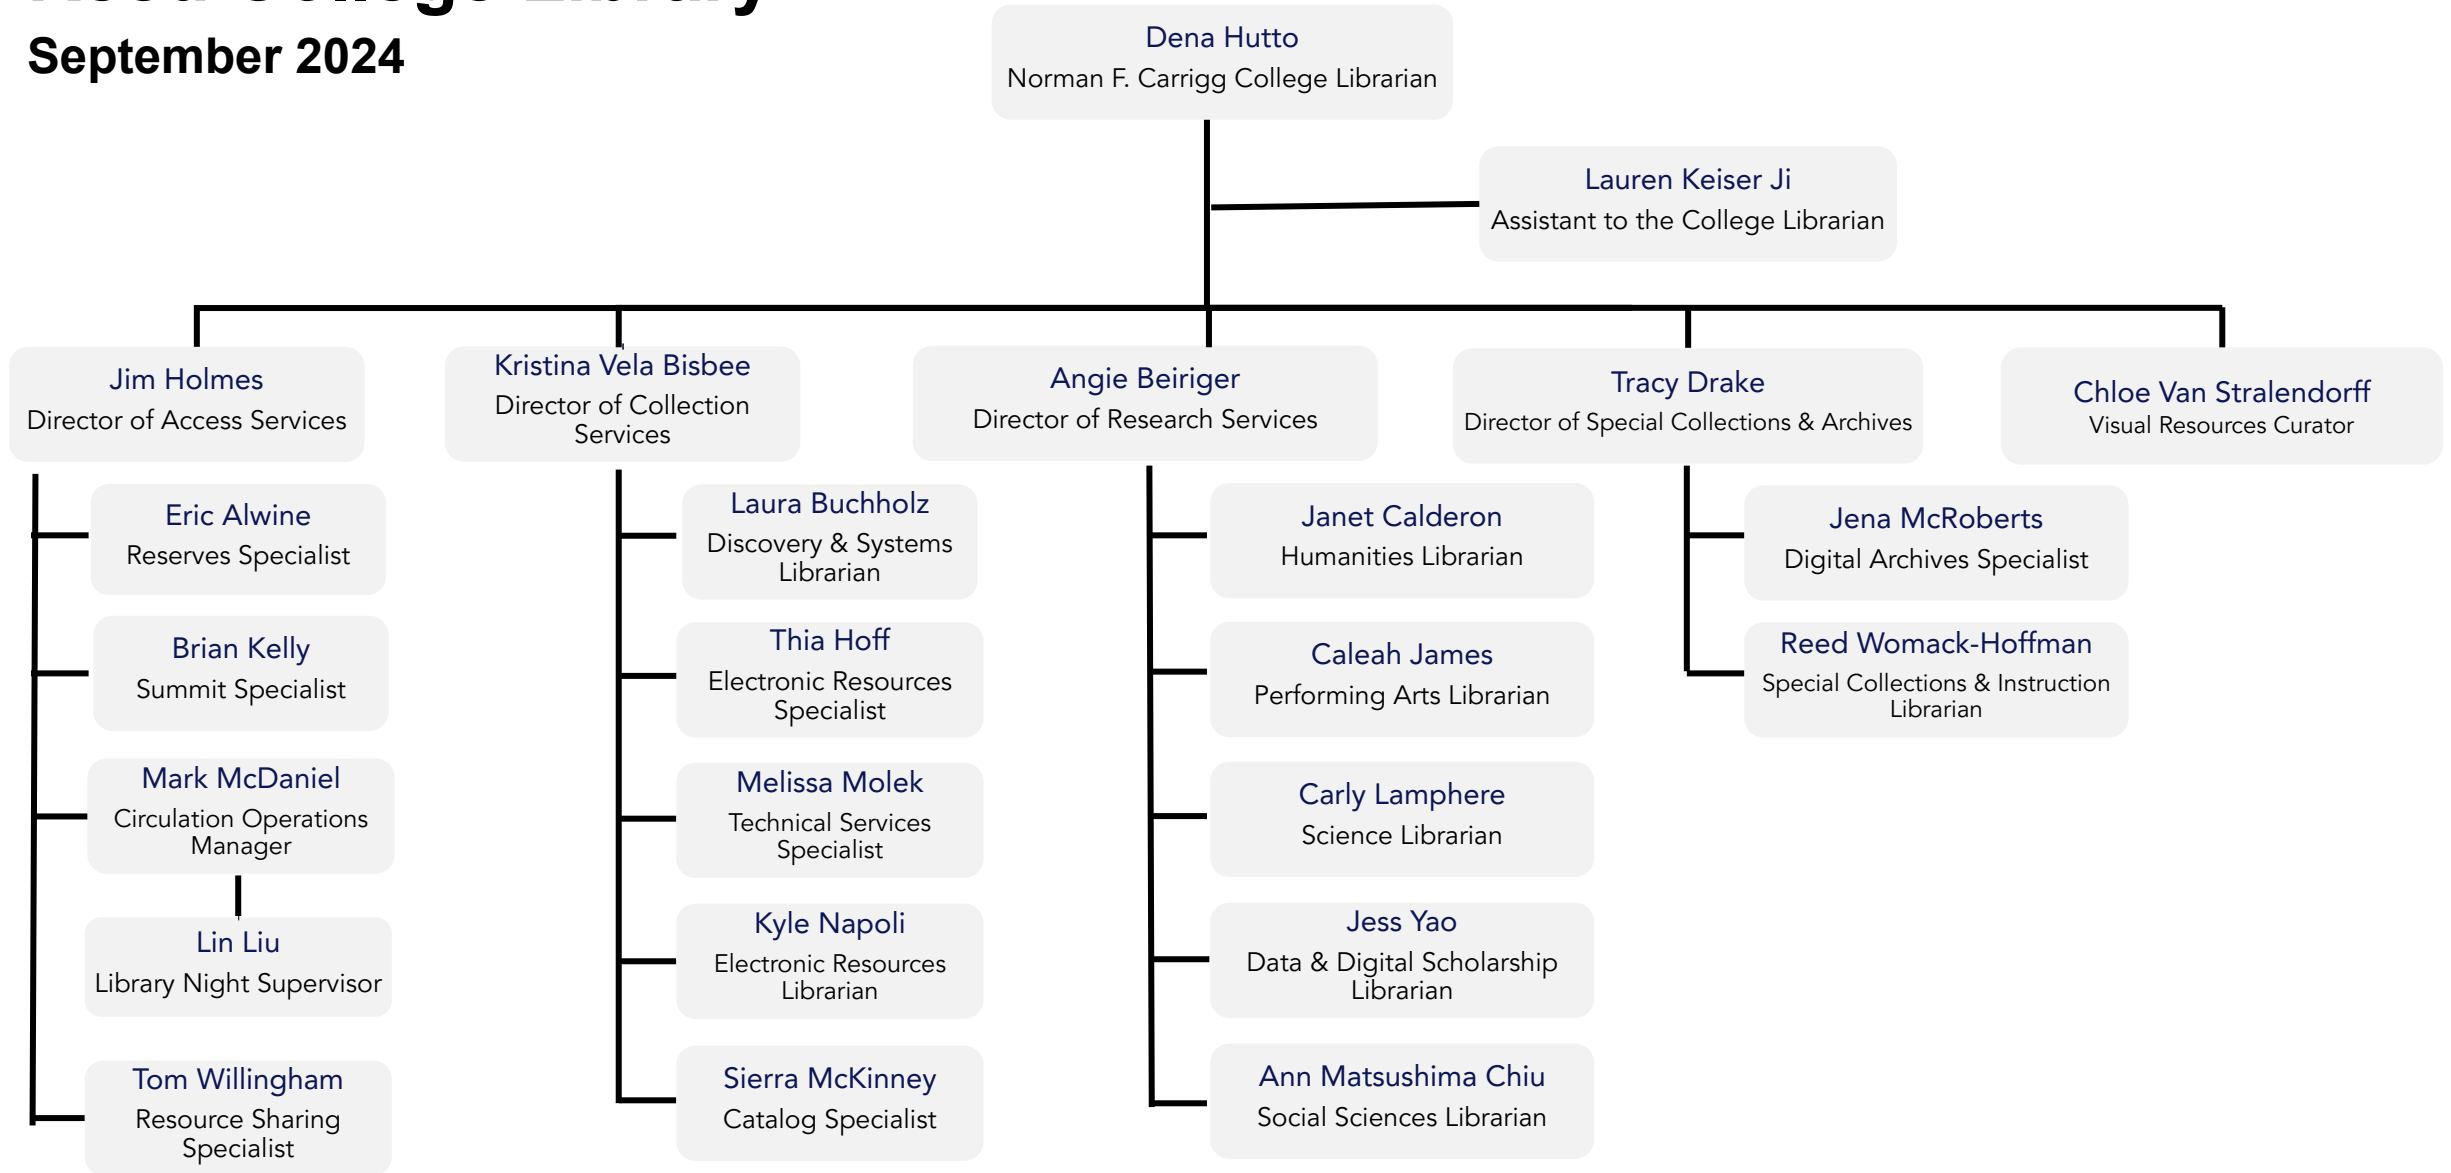 Reed College Library
September 2024
Dena Hutto
Norman F. Carrigg College Librarian
Lauren Keiser Ji
Assistant to the College Librarian
Jim Holmes
Director of Access Services
Eric Alwine
Reserves Specialist
Brian Kelly
Summit Specialist
Mark McDaniel
Circulation Operations
Manager
Lin Liu
Library Night Supervisor
Tom Willingham
Resource Sharing
Specialist
Kristina Vela Bisbee
Director of Collection
Services
Laura Buchholz
Discovery & Systems
Librarian
Thia Hoff
Electronic Resources
Specialist
Melissa Molek
Technical Services
Specialist
Kyle Napoli
Electronic Resources
Librarian
Sierra McKinney
Catalog Specialist
Angie Beiriger
Director of Research Services
Janet Calderon
Humanities Librarian
Caleah James
Performing Arts Librarian
Carly Lamphere
Science Librarian
Jess Yao
Data & Digital Scholarship
Librarian
Ann Matsushima Chiu
Social Sciences Librarian
Tracy Drake
Director of Special Collections & Archives
Jena McRoberts
Digital Archives Specialist
Reed Womack-Hoffman
Special Collections & Instruction
Librarian
Chloe Van Stralendorff
Visual Resources Curator